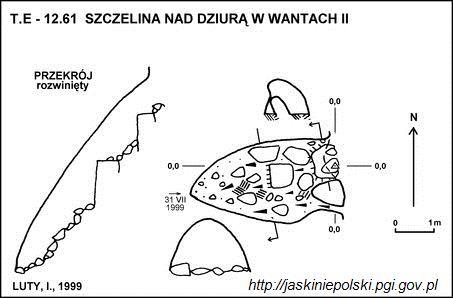 T.E - 12.61 SZCZELINA NAD DZIURĄ W WANTACH II
PRZEKRÓJ
rozwinięty
0,0
N
0,0
0,0
31 VII
1999
0,0
0 1m
LUTY, I., 1999
http://jaskiniepolski.pgi.gov.pl